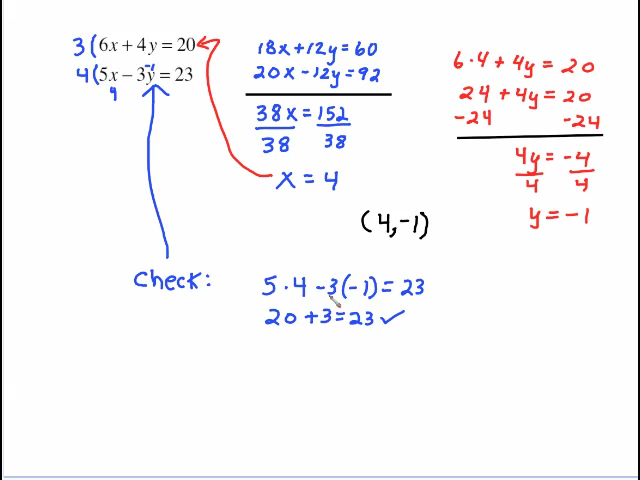 3 (6x + 4y = 20
4 (5x − 3y = 23
4 −1
18x + 12y = 60
20x − 12y = 92
38x = 152
38 38
x = 4
6·4 + 4y = 20
24 + 4y = 20
−24 −24
4y = −4
4 4
y = −1
(4, −1)
Check:
5·4 − 3(−1) = 23
20 + 3 = 23 ✓